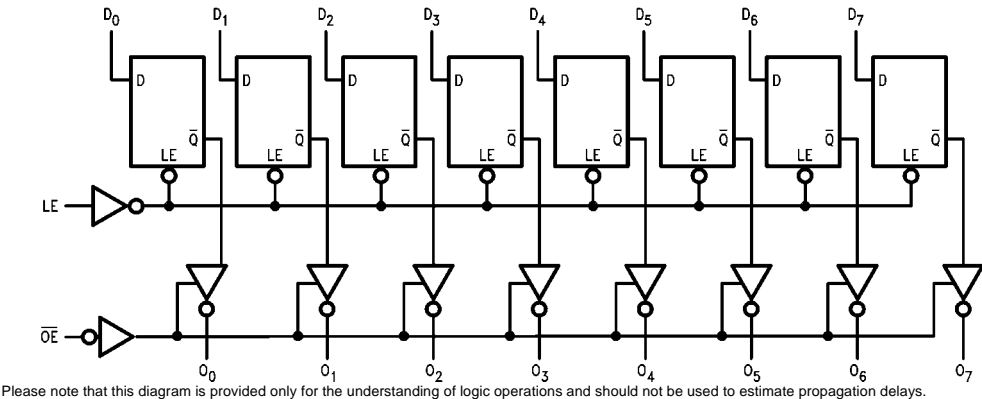 D₀ D₁ D₂ D₃ D₄ D₅ D₆ D₇
D D D D D D D D
Q̅ Q̅ Q̅ Q̅ Q̅ Q̅ Q̅ Q̅
LE LE LE LE LE LE LE LE
LE
O̅E̅
O₀ O₁ O₂ O₃ O₄ O₅ O₆ O₇
Please note that this diagram is provided only for the understanding of logic operations and should not be used to estimate propagation delays.